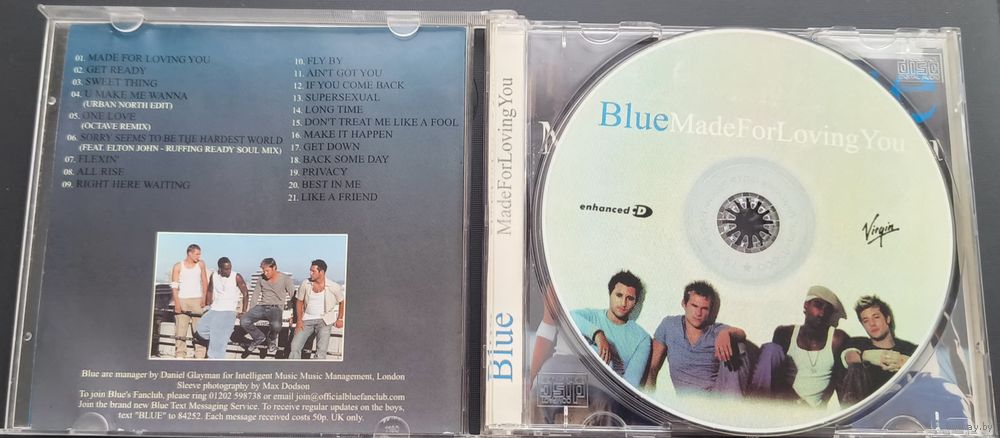 01. MADE FOR LOVING YOU
02. GET READY
03. SWEET THING
04. U MAKE ME WANNA
(URBAN NORTH EDIT)
05. ONE LOVE
(OCTAVE REMIX)
06. SORRY SEEMS TO BE THE HARDEST WORLD
(FEAT. ELTON JOHN - RUFFING READY SOUL MIX)
07. FLEXIN'
08. ALL RISE
09. RIGHT HERE WAITING
10. FLY BY
11. AIN'T GOT YOU
12. IF YOU COME BACK
13. SUPERSEXUAL
14. LONG TIME
15. DON'T TREAT ME LIKE A FOOL
16. MAKE IT HAPPEN
17. GET DOWN
18. BACK SOME DAY
19. PRIVACY
20. BEST IN ME
21. LIKE A FRIEND
Blue are manager by Daniel Glayman for Intelligent Music Music Management, London
Sleeve photography by Max Dodson
To join Blue's Fanclub, please ring 01202 598738 or email join@officialbluefanclub.com
Join the brand new Blue Text Messaging Service. To receive regular updates on the boys,
text "BLUE" to 84252. Each message received costs 50p. UK only.
Blue MadeForLovingYou
BlueMadeForLovingYou
enhanced CD
Virgin
disc
disc